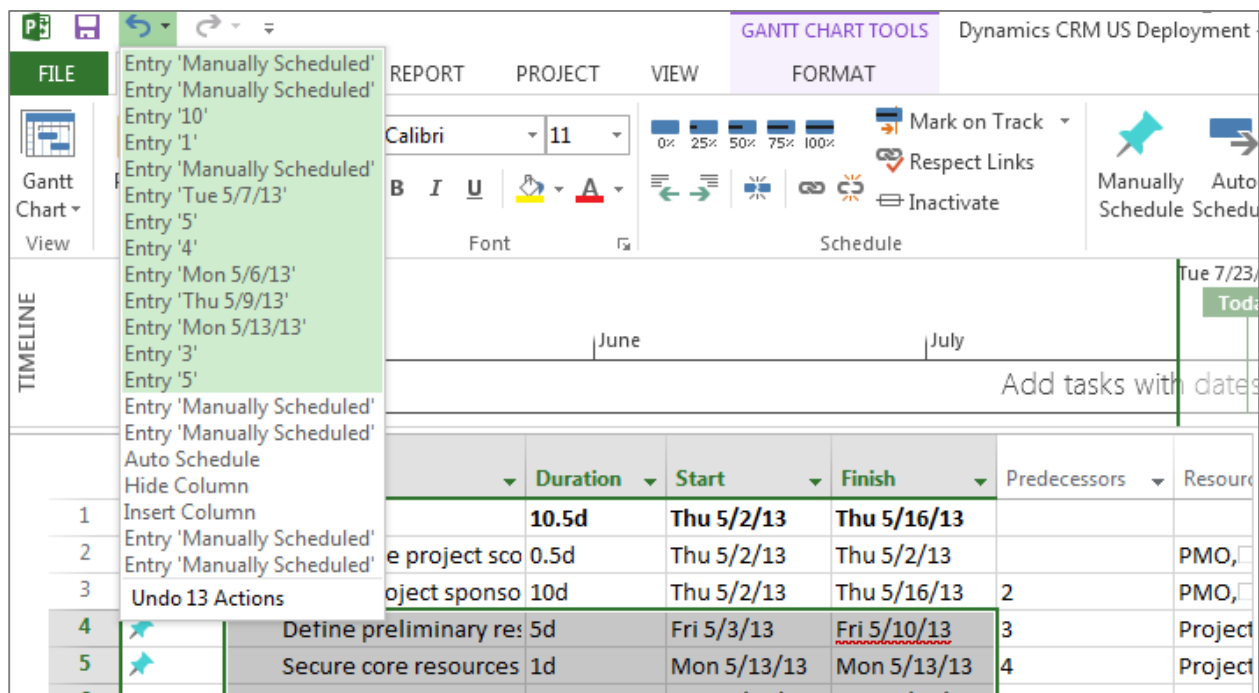 GANTT CHART TOOLS Dynamics CRM US Deployment -
FILE REPORT PROJECT VIEW FORMAT
Entry 'Manually Scheduled'
Entry 'Manually Scheduled'
Entry '10'
Entry '1'
Entry 'Manually Scheduled'
Entry 'Tue 5/7/13'
Entry '5'
Entry '4'
Entry 'Mon 5/6/13'
Entry 'Thu 5/9/13'
Entry 'Mon 5/13/13'
Entry '3'
Entry '5'
Entry 'Manually Scheduled'
Entry 'Manually Scheduled'
Auto Schedule
Hide Column
Insert Column
Entry 'Manually Scheduled'
Entry 'Manually Scheduled'
Undo 13 Actions
Gantt
Chart
View
Calibri 11
B I U A
Font
0% 25% 50% 75% 100%
Mark on Track
Respect Links
Inactivate
Schedule
Manually
Schedule
Auto
Schedu
TIMELINE
June July
Tue 7/23/
Toda
Add tasks with dates
Duration Start Finish Predecessors Resourc
1 10.5d Thu 5/2/13 Thu 5/16/13
2 e project sco 0.5d Thu 5/2/13 Thu 5/2/13 PMO,
3 oject sponso 10d Thu 5/2/13 Thu 5/16/13 2 PMO,
4 Define preliminary res 5d Fri 5/3/13 Fri 5/10/13 3 Project
5 Secure core resources 1d Mon 5/13/13 Mon 5/13/13 4 Project